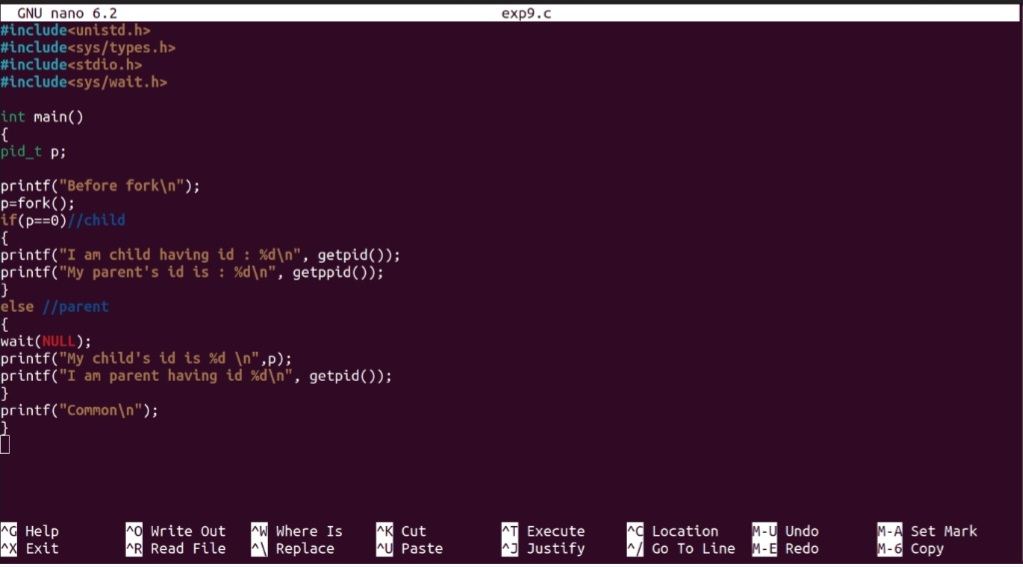 GNU nano 6.2 exp9.c
#include<unistd.h>
#include<sys/types.h>
#include<stdio.h>
#include<sys/wait.h>
int main()
{
pid_t p;
printf("Before fork\n");
p=fork();
if(p==0)//child
{
printf("I am child having id : %d\n", getpid());
printf("My parent's id is : %d\n", getppid());
}
else //parent
{
wait(NULL);
printf("My child's id is %d \n",p);
printf("I am parent having id %d\n", getpid());
}
printf("Common\n");
}
^G Help ^O Write Out ^W Where Is ^K Cut ^T Execute ^C Location M-U Undo M-A Set Mark
^X Exit ^R Read File ^\ Replace ^U Paste ^J Justify ^/ Go To Line M-E Redo M-6 Copy